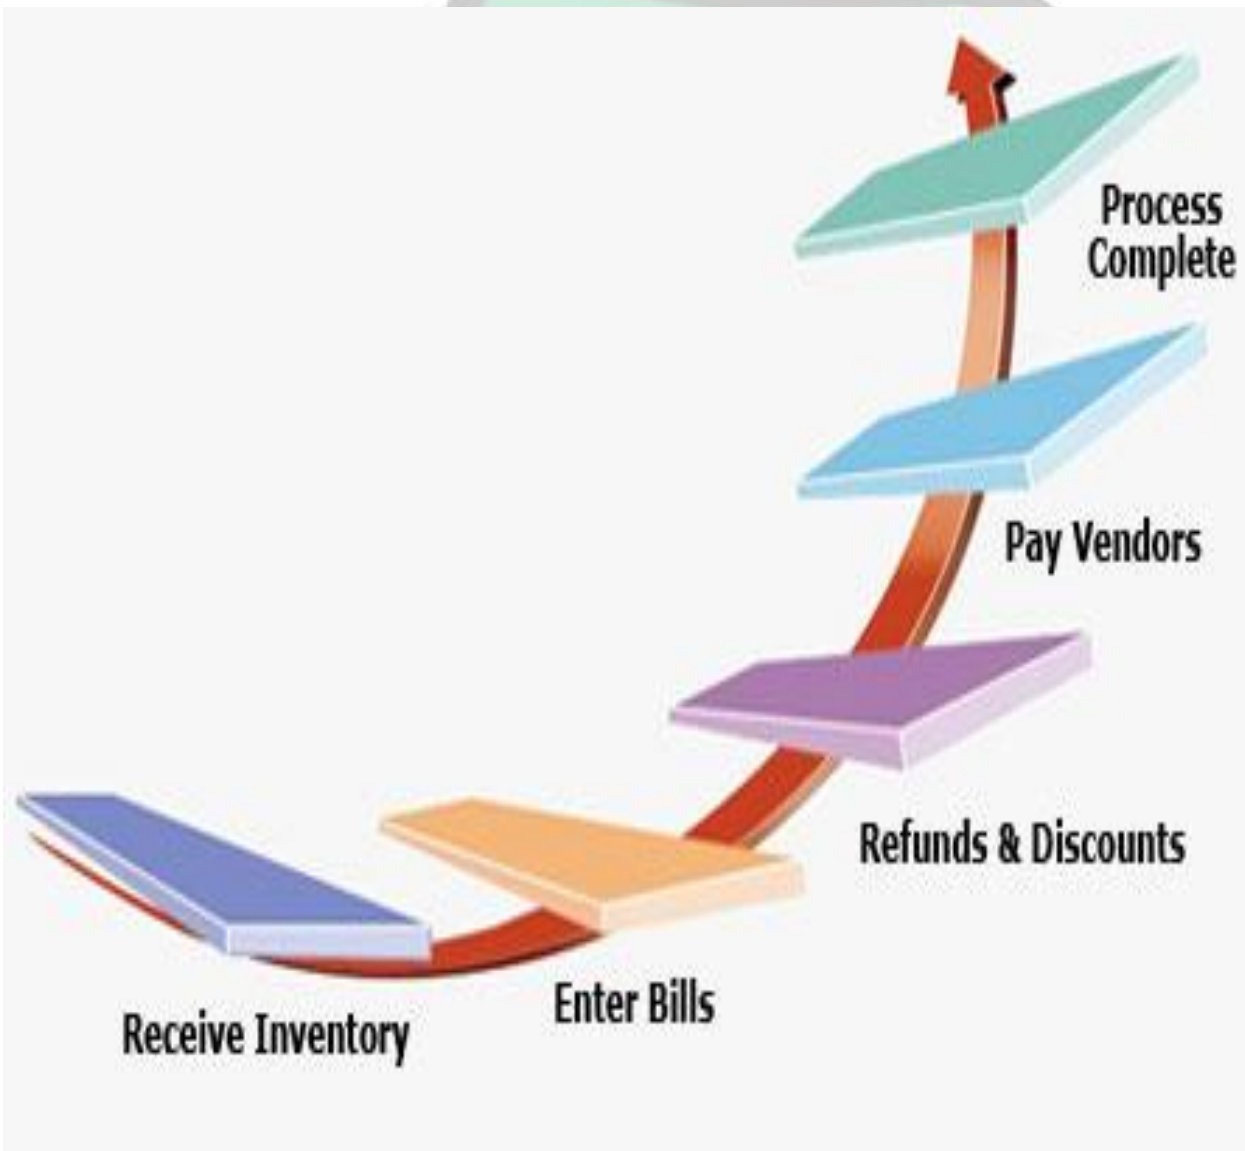 Process
Complete
Pay Vendors
Refunds & Discounts
Enter Bills
Receive Inventory